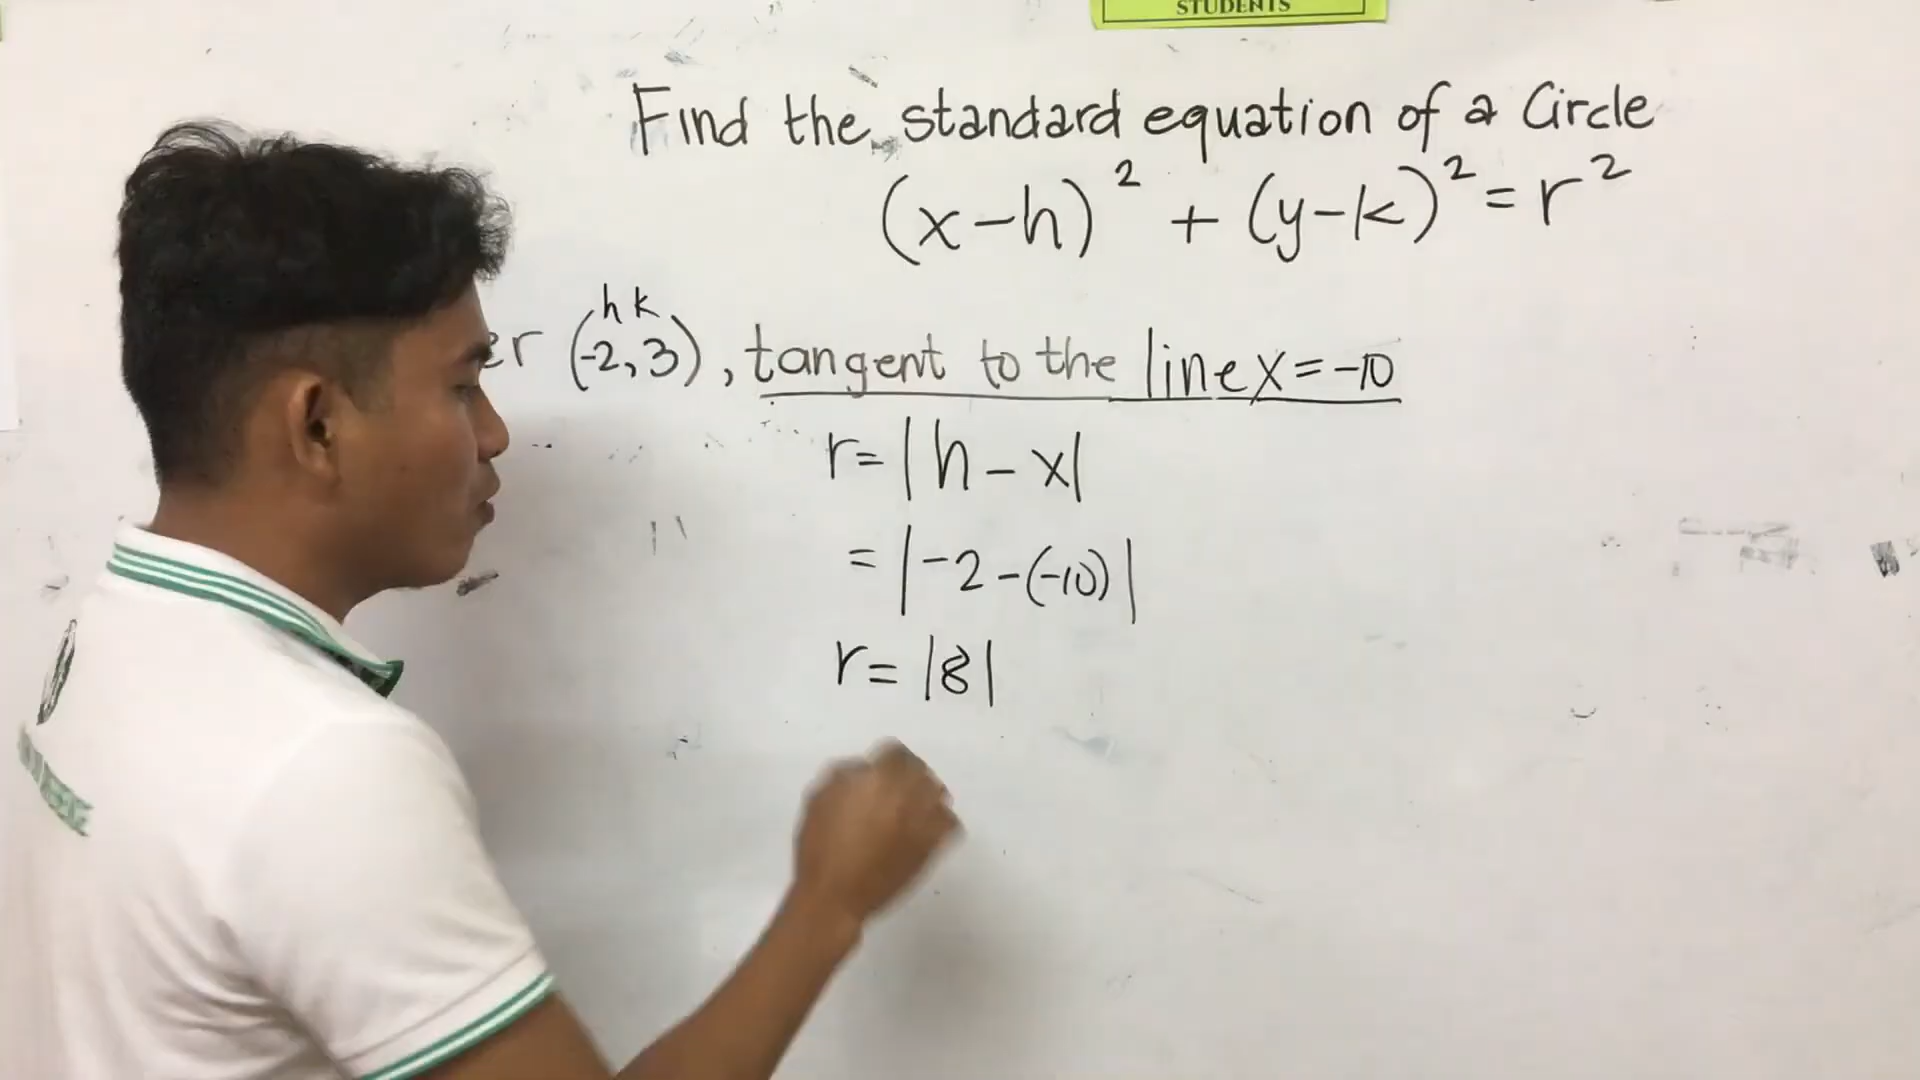 STUDENTS
Find the standard equation of a Circle
(x-h)² + (y-k)² = r²
h k
(-2, 3), tangent to the line x = -10
r = |h - x|
= |-2 - (-10)|
r = |8|